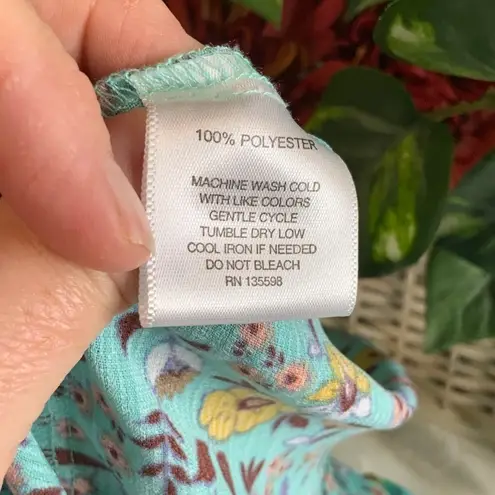 100% POLYESTER
MACHINE WASH COLD
WITH LIKE COLORS
GENTLE CYCLE
TUMBLE DRY LOW
COOL IRON IF NEEDED
DO NOT BLEACH
RN 135598